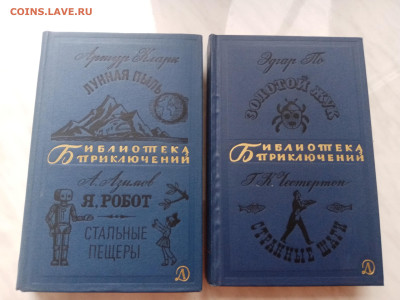 COINS.LAVE.RU
Артур Кларк
ЛУННАЯ ПЫЛЬ
БИБЛИОТЕКА
ПРИКЛЮЧЕНИЙ
А. Азимов
Я, РОБОТ
СТАЛЬНЫЕ
ПЕЩЕРЫ
Д
Эдгар По
ЗОЛОТОЙ ЖУК
БИБЛИОТЕКА
ПРИКЛЮЧЕНИЙ
Г. К. Честертон
СТРАННЫЕ ШАГИ
Д